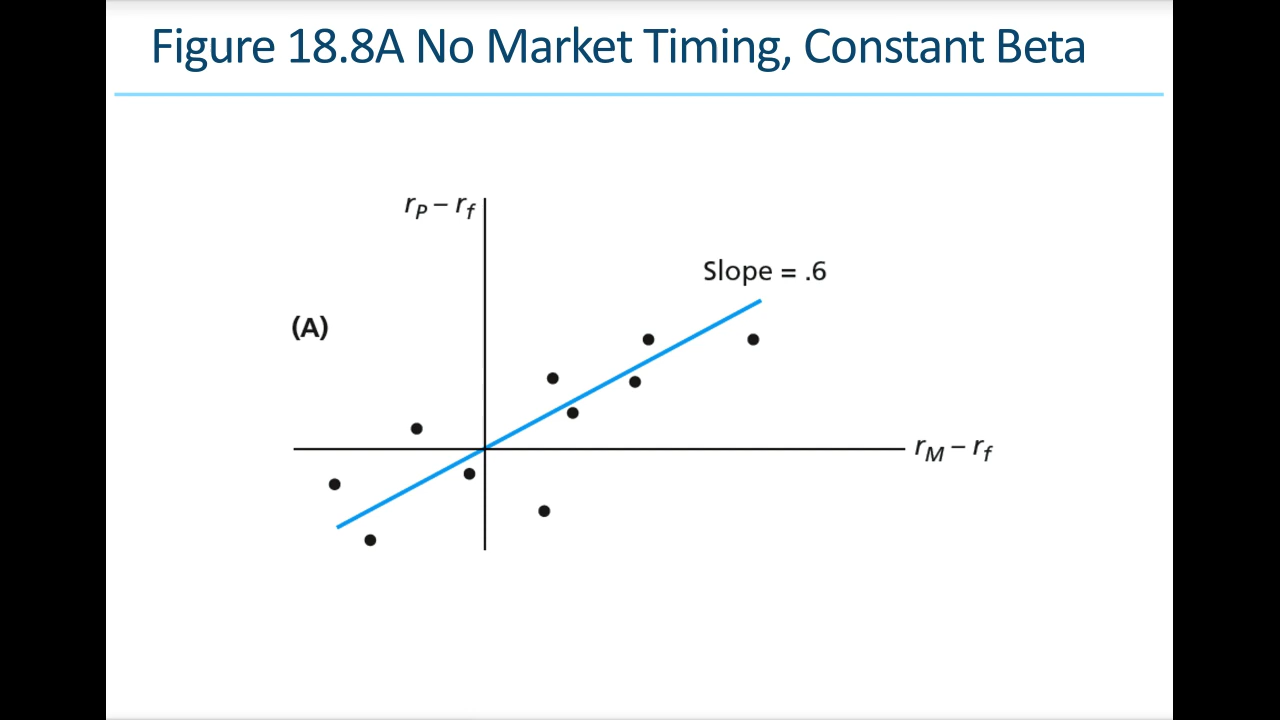 Figure 18.8A No Market Timing, Constant Beta
rP – rf
Slope = .6
(A)
rM – rf